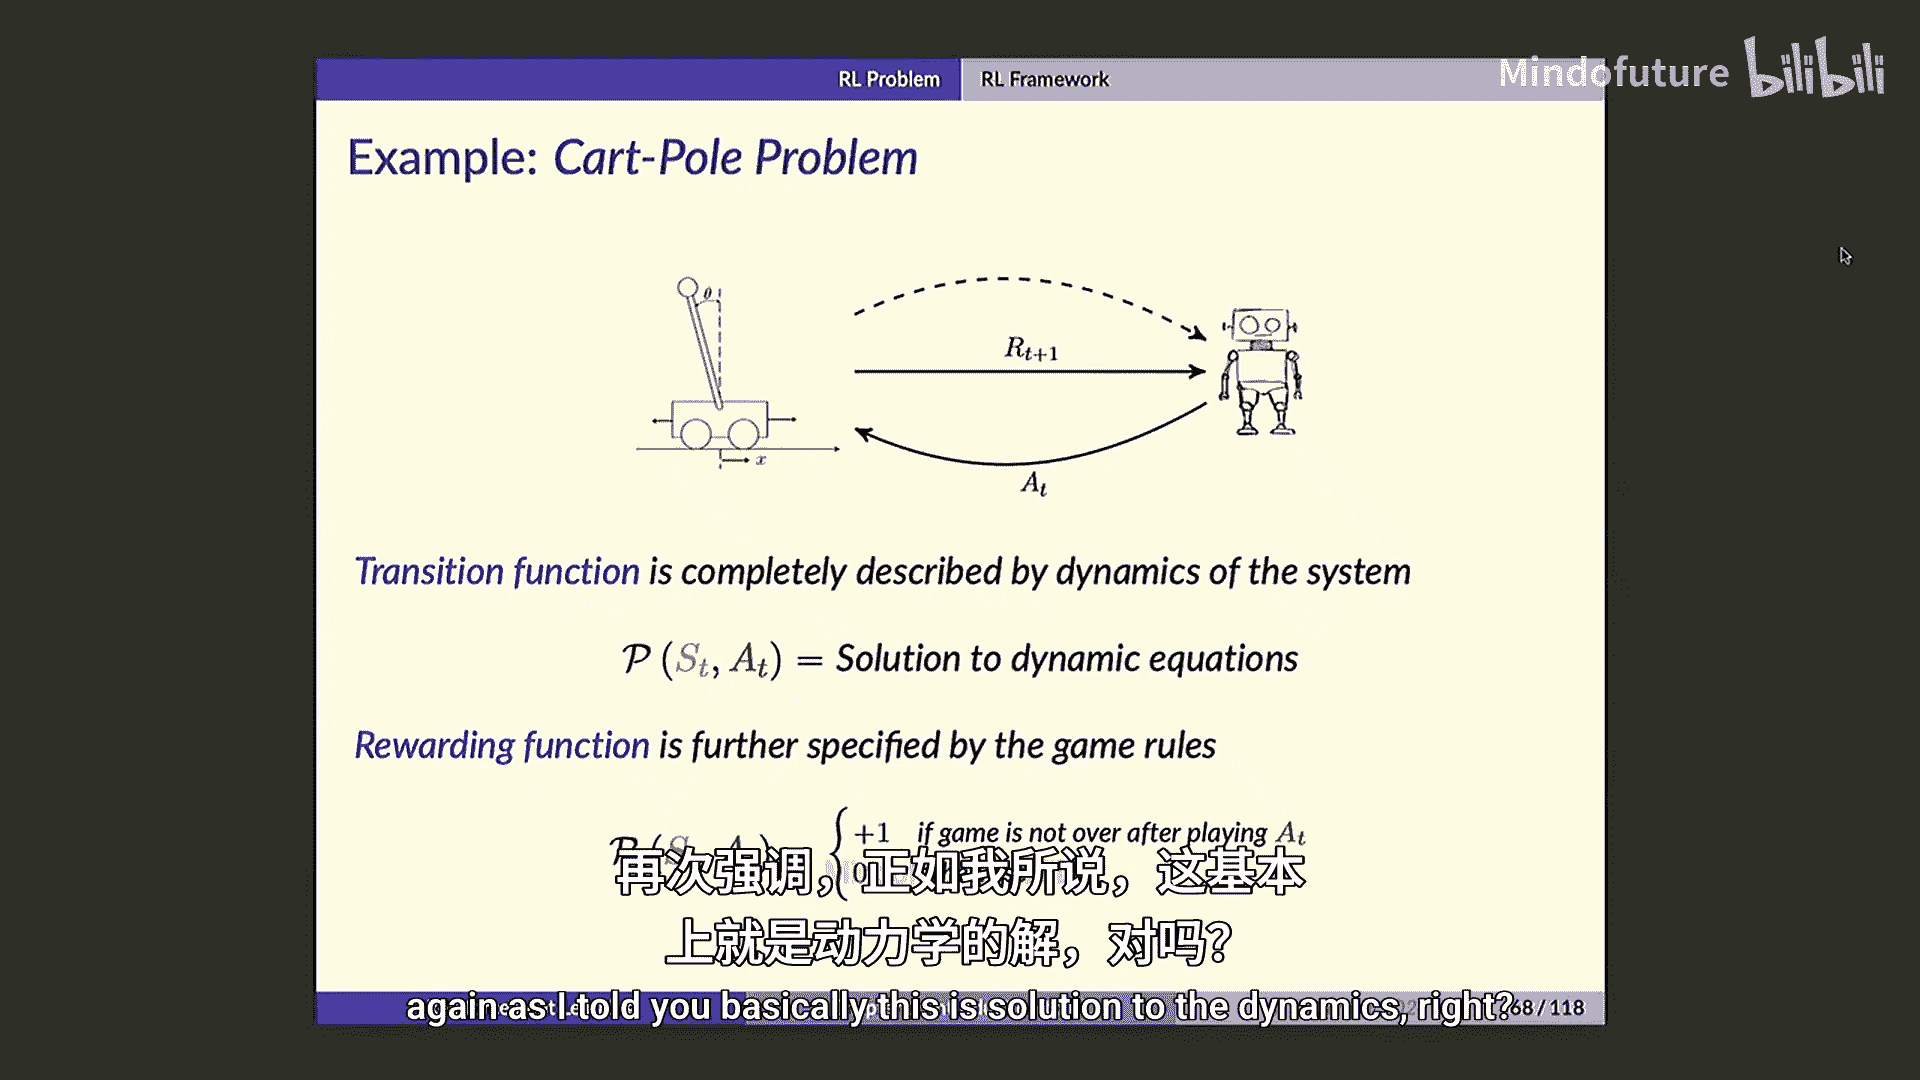 RL Problem
RL Framework
Mindofuture bilibili
Example: Cart-Pole Problem
θ
R_{t+1}
x
A_t
Transition function is completely described by dynamics of the system
𝒫 (S_t, A_t) = Solution to dynamic equations
Rewarding function is further specified by the game rules
+1 if game is not over after playing A_t
0
再次强调，正如我所说，这基本
上就是动力学的解，对吗？
again as I told you basically this is solution to the dynamics, right?
68 / 118